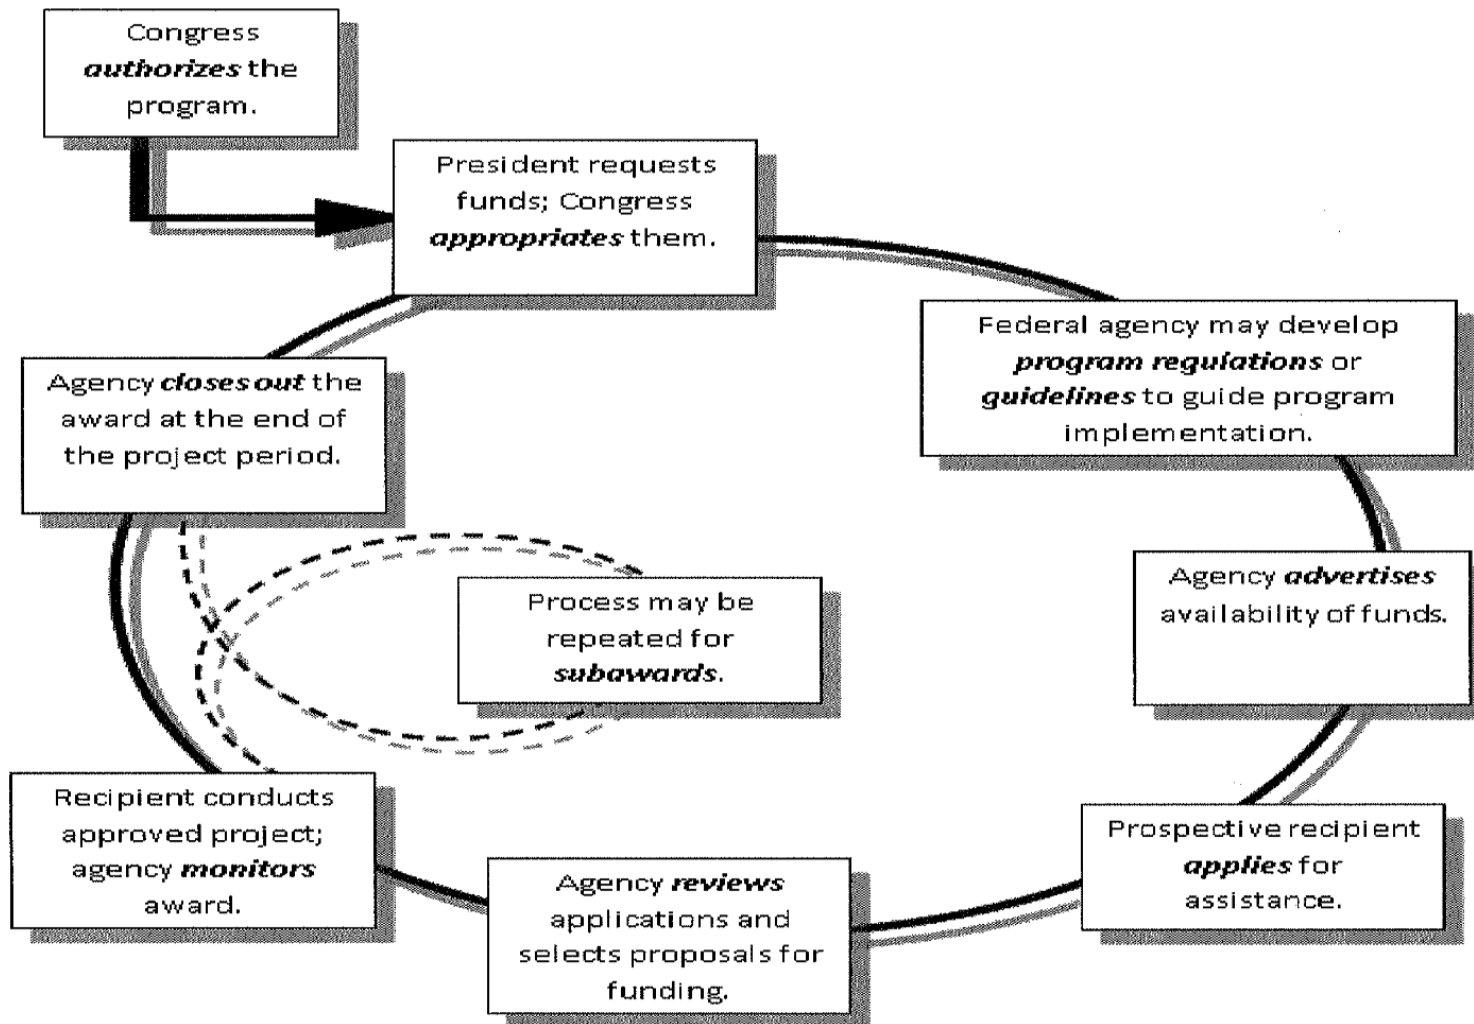 Congress
authorizes the
program.
President requests
funds; Congress
appropriates them.
Federal agency may develop
program regulations or
guidelines to guide program
implementation.
Agency advertises
availability of funds.
Prospective recipient
applies for
assistance.
Agency reviews
applications and
selects proposals for
funding.
Recipient conducts
approved project;
agency monitors
award.
Agency closes out the
award at the end of
the project period.
Process may be
repeated for
subawards.